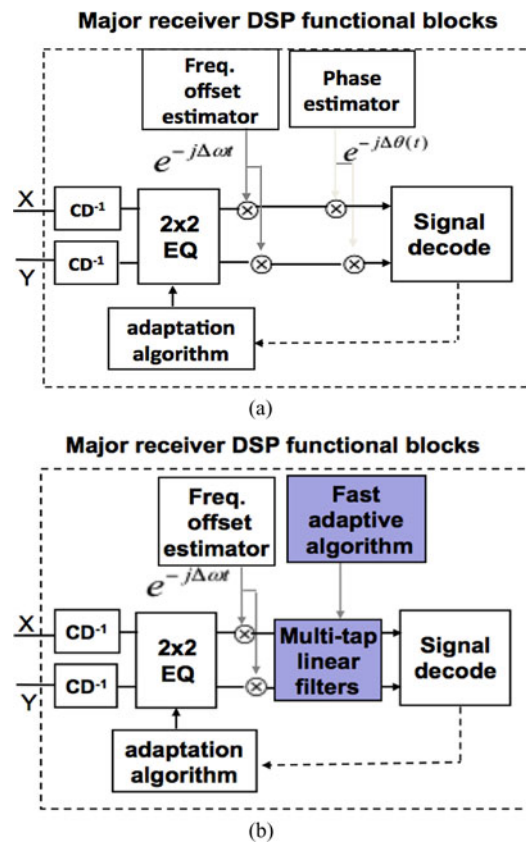 Major receiver DSP functional blocks
Freq.
offset
estimator
Phase
estimator
e^{-jΔωt}
e^{-jΔθ(t)}
X
CD⁻¹
2x2
EQ
Signal
decode
Y
CD⁻¹
adaptation
algorithm
(a)
Major receiver DSP functional blocks
Freq.
offset
estimator
Fast
adaptive
algorithm
e^{-jΔωt}
X
CD⁻¹
2x2
EQ
Multi-tap
linear
filters
Signal
decode
Y
CD⁻¹
adaptation
algorithm
(b)